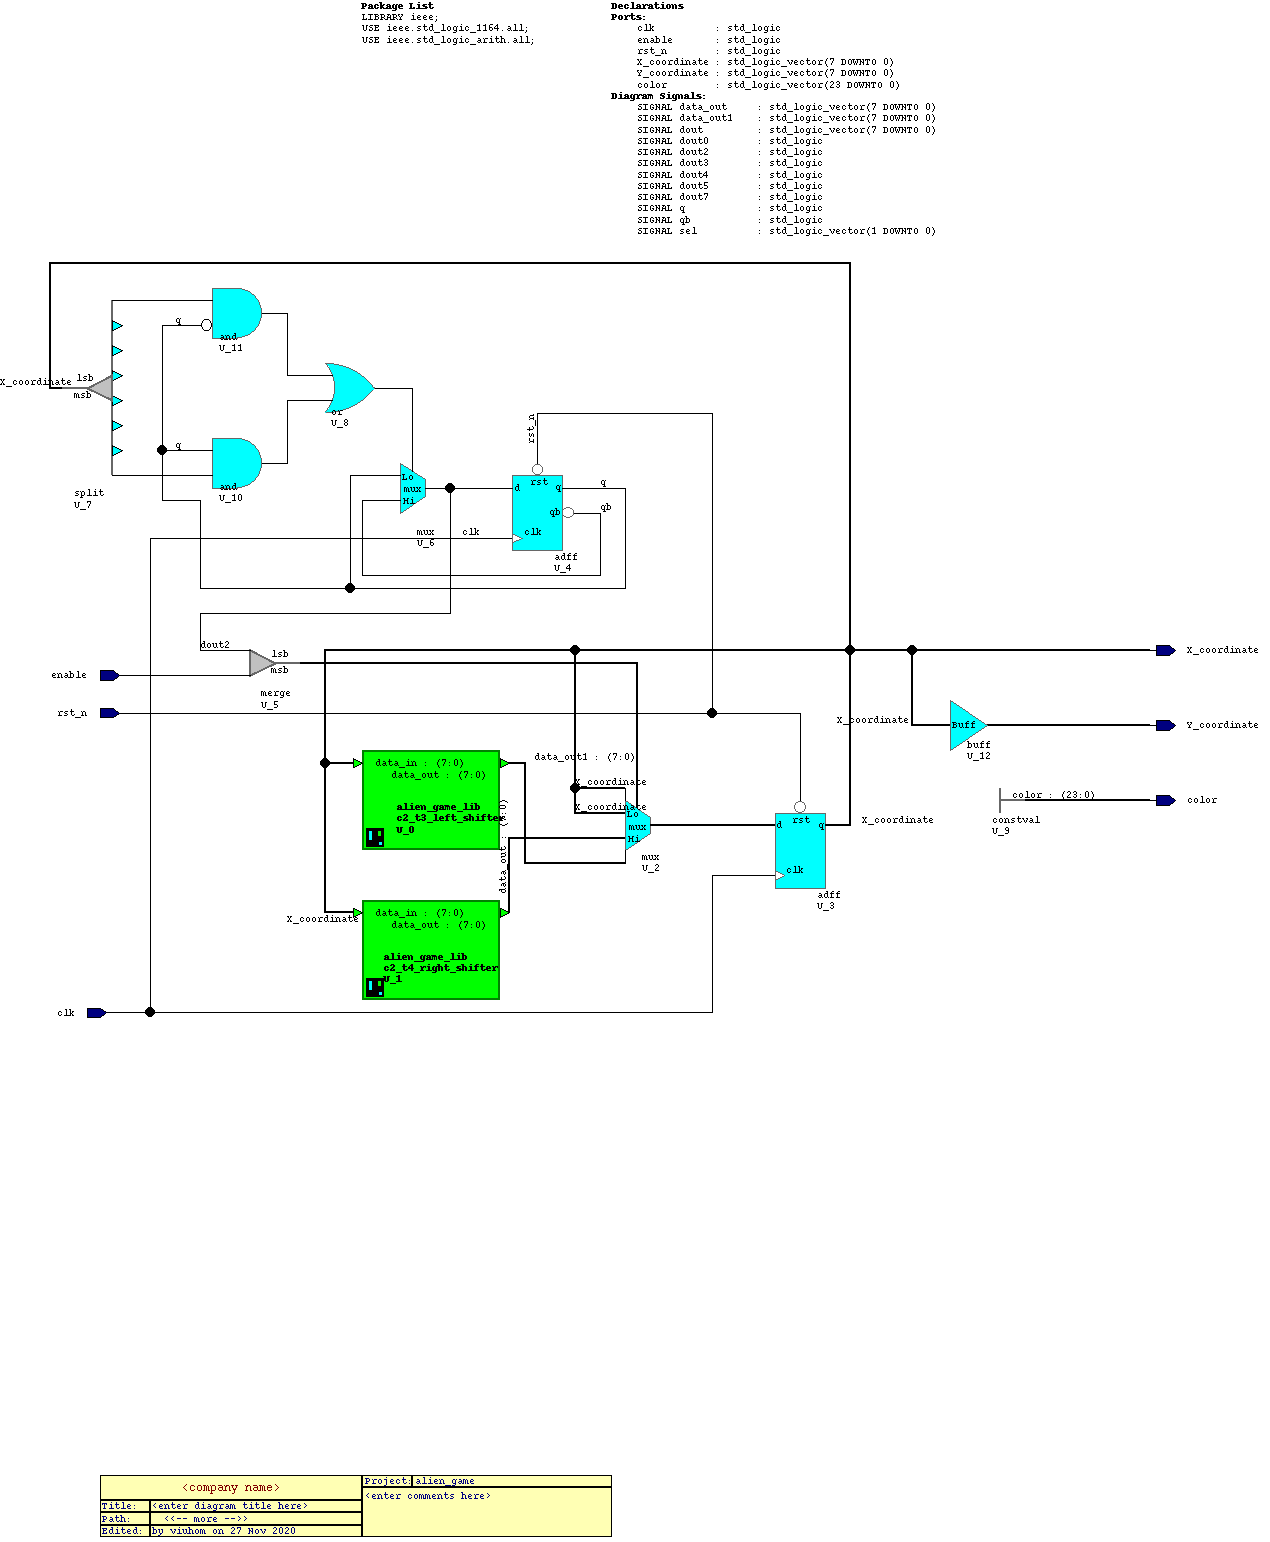 Package List
LIBRARY ieee;
USE ieee.std_logic_1164.all;
USE ieee.std_logic_arith.all;
Declarations
Ports:
clk : std_logic
enable : std_logic
rst_n : std_logic
X_coordinate : std_logic_vector(7 DOWNTO 0)
Y_coordinate : std_logic_vector(7 DOWNTO 0)
color : std_logic_vector(23 DOWNTO 0)
Diagram Signals:
SIGNAL data_out : std_logic_vector(7 DOWNTO 0)
SIGNAL data_out1 : std_logic_vector(7 DOWNTO 0)
SIGNAL dout : std_logic_vector(7 DOWNTO 0)
SIGNAL dout0 : std_logic
SIGNAL dout2 : std_logic
SIGNAL dout3 : std_logic
SIGNAL dout4 : std_logic
SIGNAL dout5 : std_logic
SIGNAL dout7 : std_logic
SIGNAL q : std_logic
SIGNAL qb : std_logic
SIGNAL sel : std_logic_vector(1 DOWNTO 0)
q
and
U_11
X_coordinate
lsb
msb
or
U_8
q
and
U_10
split
U_7
Lo
mux
Hi
mux
U_6
rst_n
rst
d
q
qb
clk
q
qb
clk
adff
U_4
dout2
lsb
msb
merge
U_5
enable
rst_n
X_coordinate
X_coordinate
Buff
buff
U_12
Y_coordinate
data_in : (7:0)
data_out : (7:0)
alien_game_lib
c2_t3_left_shifter
U_0
data_out1 : (7:0)
X_coordinate
X_coordinate
data_out : (7:0)
Lo
mux
Hi
mux
U_2
rst
d
q
clk
adff
U_3
X_coordinate
color : (23:0)
constval
U_9
color
X_coordinate
data_in : (7:0)
data_out : (7:0)
alien_game_lib
c2_t4_right_shifter
U_1
clk
<company name>
Project: alien_game
<enter comments here>
Title: <enter diagram title here>
Path: <<-- more -->>
Edited: by viuhom on 27 Nov 2020